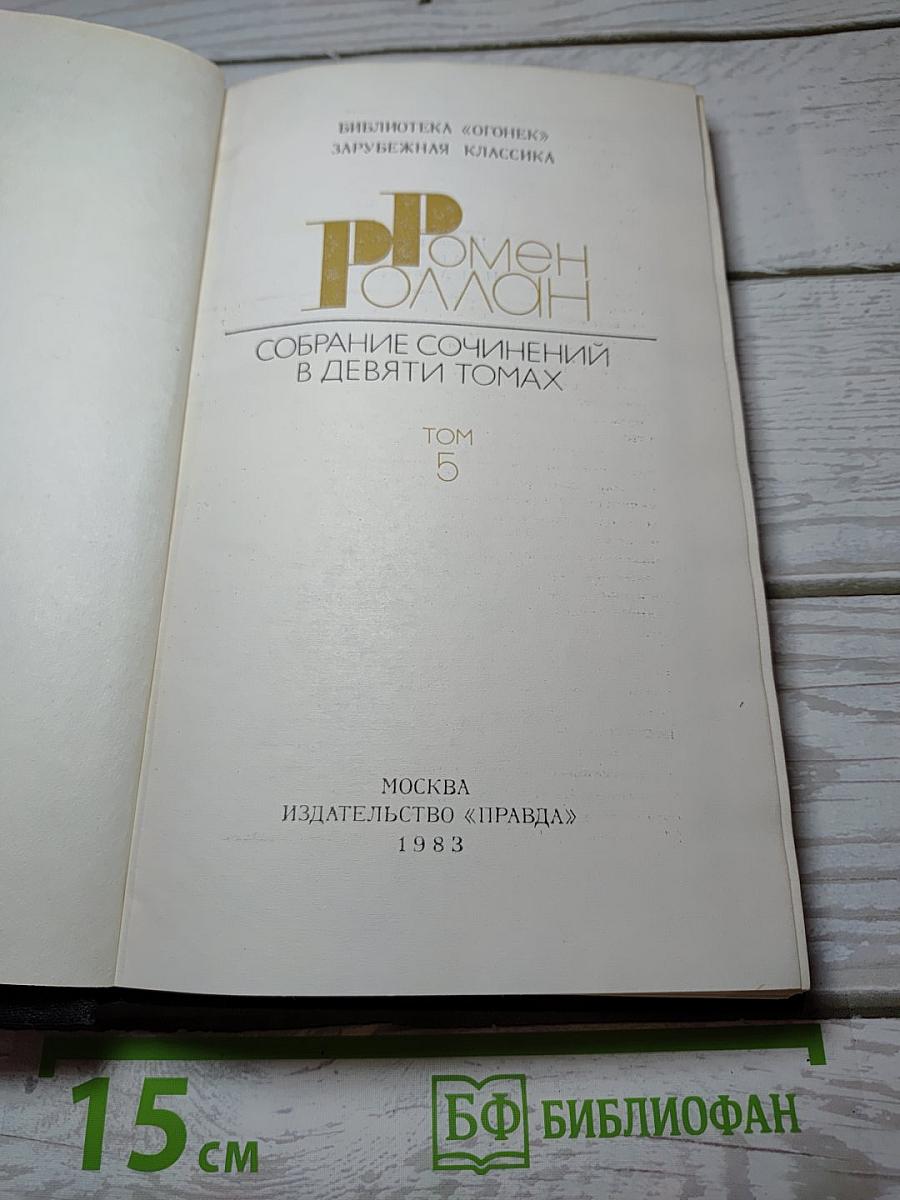 БИБЛИОТЕКА «ОГОНЕК»
ЗАРУБЕЖНАЯ КЛАССИКА
Ромен
Роллан
СОБРАНИЕ СОЧИНЕНИЙ
В ДЕВЯТИ ТОМАХ
ТОМ
5
МОСКВА
ИЗДАТЕЛЬСТВО «ПРАВДА»
1983
15 см
БФ БИБЛИОФАН